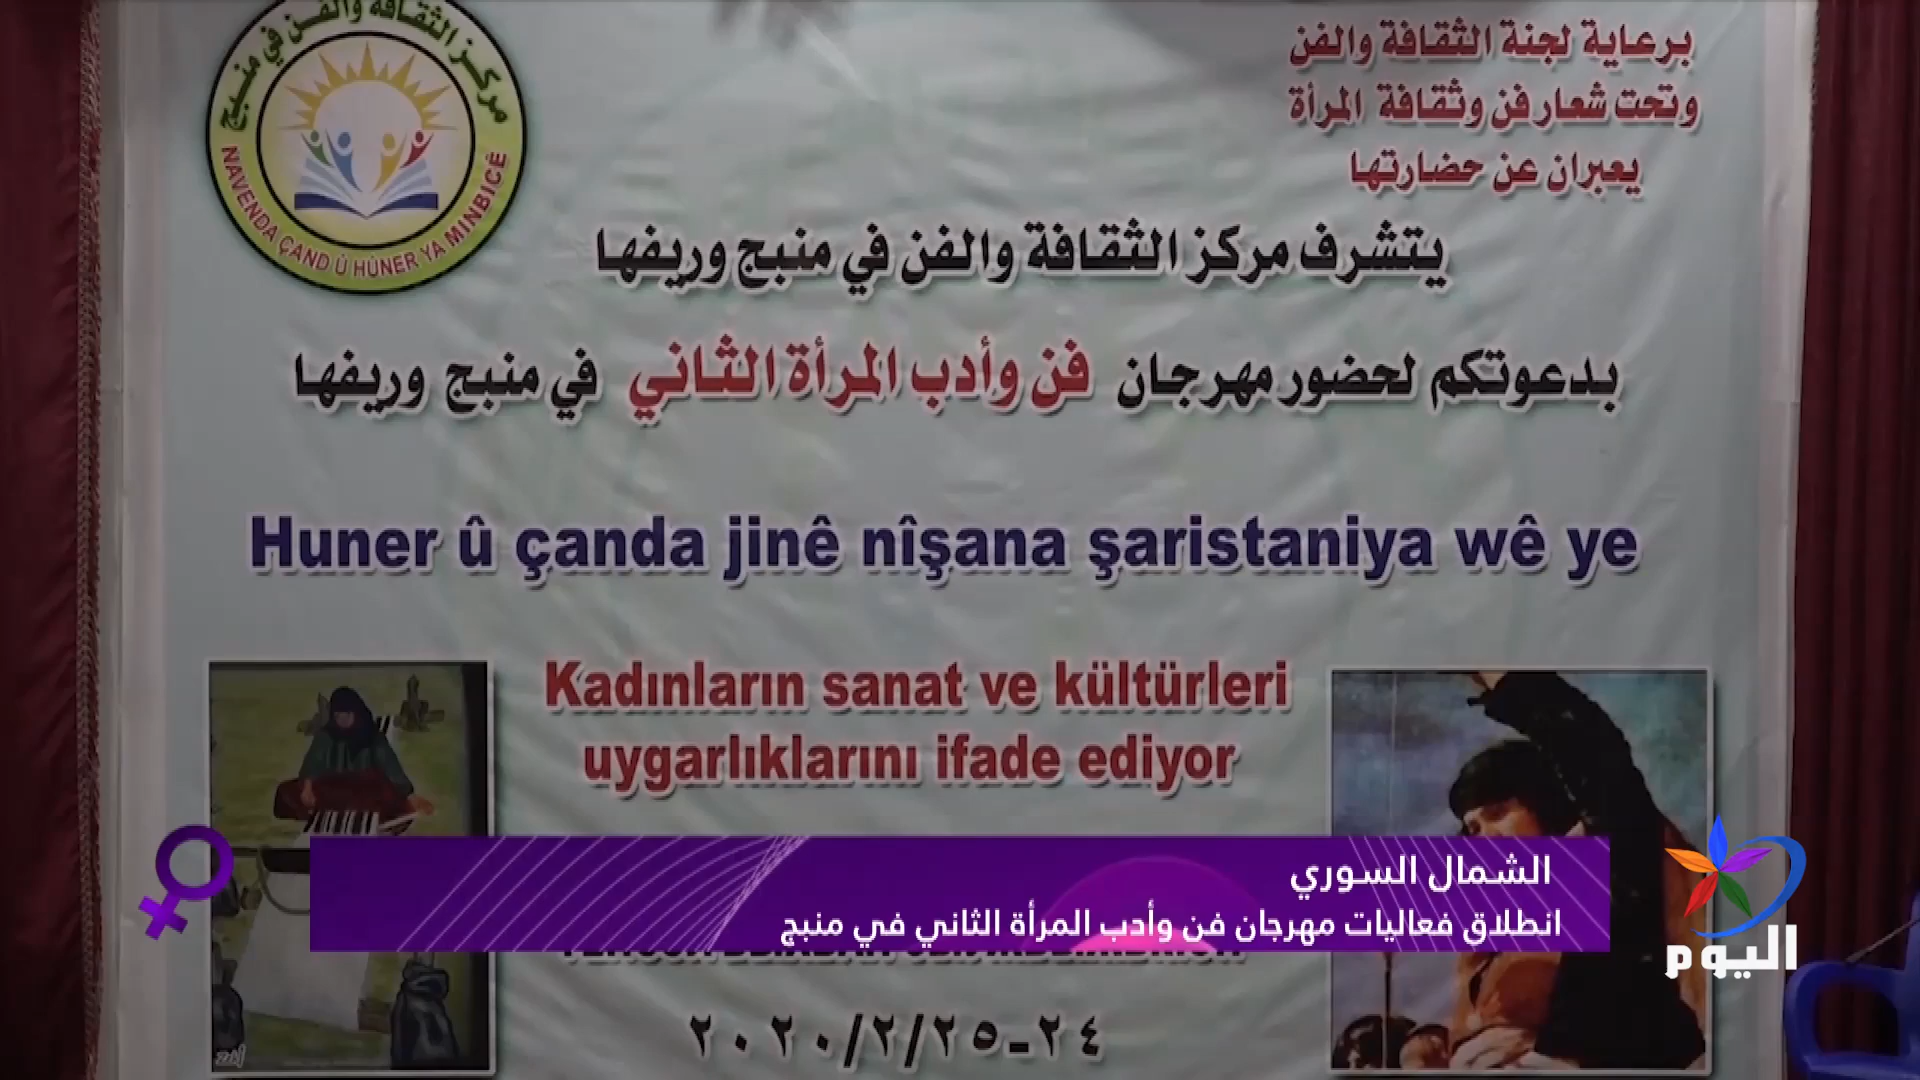 مركز الثقافة والفن في منبج
NAVENDA ÇAND Û HUNER YA MINBICÊ
برعاية لجنة الثقافة والفن
وتحت شعار فن وثقافة المرأة
يعبران عن حضارتها
يتشرف مركز الثقافة والفن في منبج وريفها
بدعوتكم لحضور مهرجان فن وأدب المرأة الثاني في منبج وريفها
Huner û çanda jinê nîşana şaristaniya wê ye
Kadınların sanat ve kültürleri
uygarlıklarını ifade ediyor
الشمال السوري
انطلاق فعاليات مهرجان فن وأدب المرأة الثاني في منبج
اليوم
٢٤-٢٠٢٠/٢/٢٥